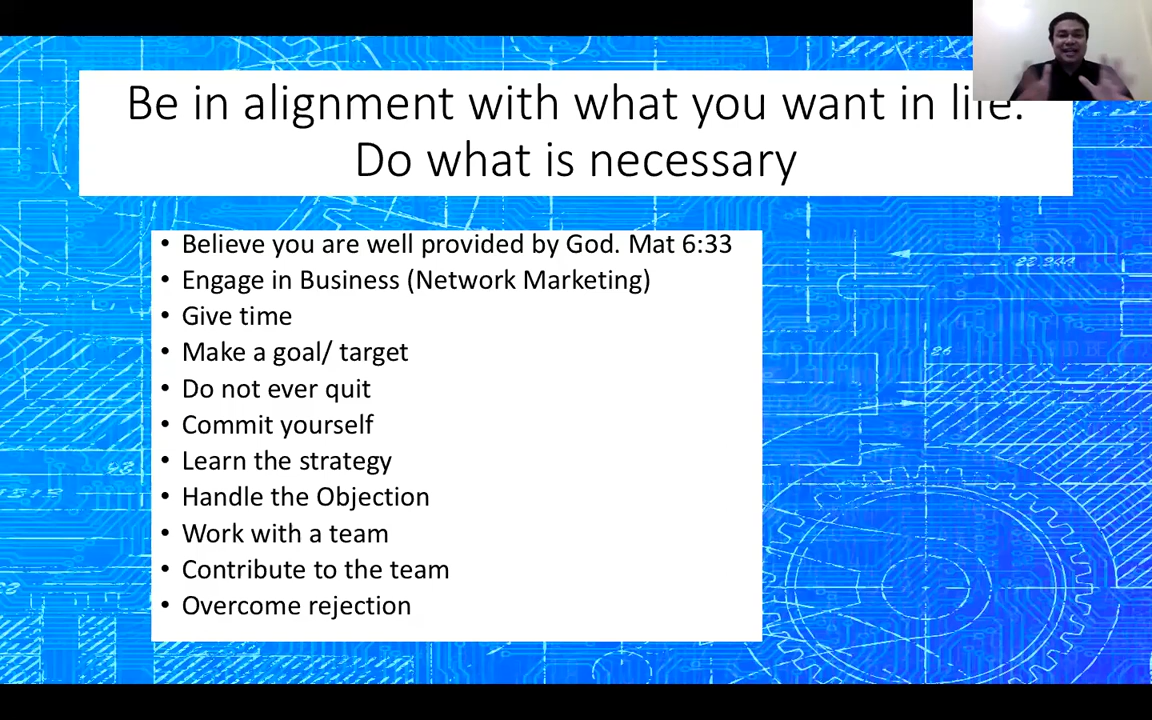 Be in alignment with what you want in life.
Do what is necessary
• Believe you are well provided by God. Mat 6:33
• Engage in Business (Network Marketing)
• Give time
• Make a goal/ target
• Do not ever quit
• Commit yourself
• Learn the strategy
• Handle the Objection
• Work with a team
• Contribute to the team
• Overcome rejection
26